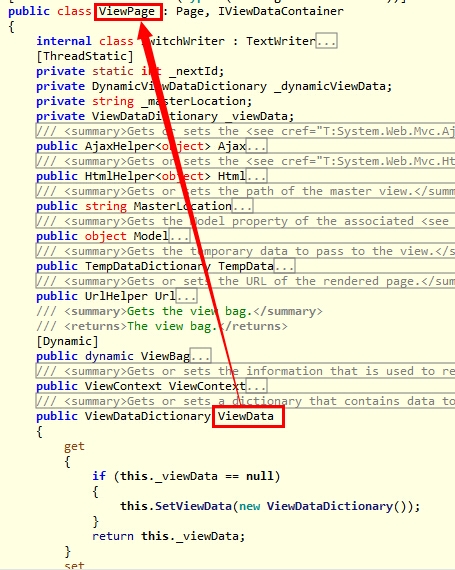 public class ViewPage : Page, IViewDataContainer
{
internal class SwitchWriter : TextWriter...
[ThreadStatic]
private static int _nextId;
private DynamicViewDataDictionary _dynamicViewData;
private string _masterLocation;
private ViewDataDictionary _viewData;
/// <summary>Gets or sets the <see cref="T:System.Web.Mvc.Aj
public AjaxHelper<object> Ajax...
/// <summary>Gets or sets the <see cref="T:System.Web.Mvc.Ht
public HtmlHelper<object> Html...
/// <summary>Gets or sets the path of the master view.</summ
public string MasterLocation...
/// <summary>Gets the model property of the associated <see
public object Model...
/// <summary>Gets the temporary data to pass to the view.</s
public TempDataDictionary TempData...
/// <summary>Gets or sets the URL of the rendered page.</sum
public UrlHelper Url...
/// <summary>Gets the view bag.</summary>
/// <returns>The view bag.</returns>
[Dynamic]
public dynamic ViewBag...
/// <summary>Gets or sets the information that is used to re
public ViewContext ViewContext...
/// <summary>Gets or sets a dictionary that contains data to
public ViewDataDictionary ViewData
{
get
{
if (this._viewData == null)
{
this.SetViewData(new ViewDataDictionary());
}
return this._viewData;
}
set